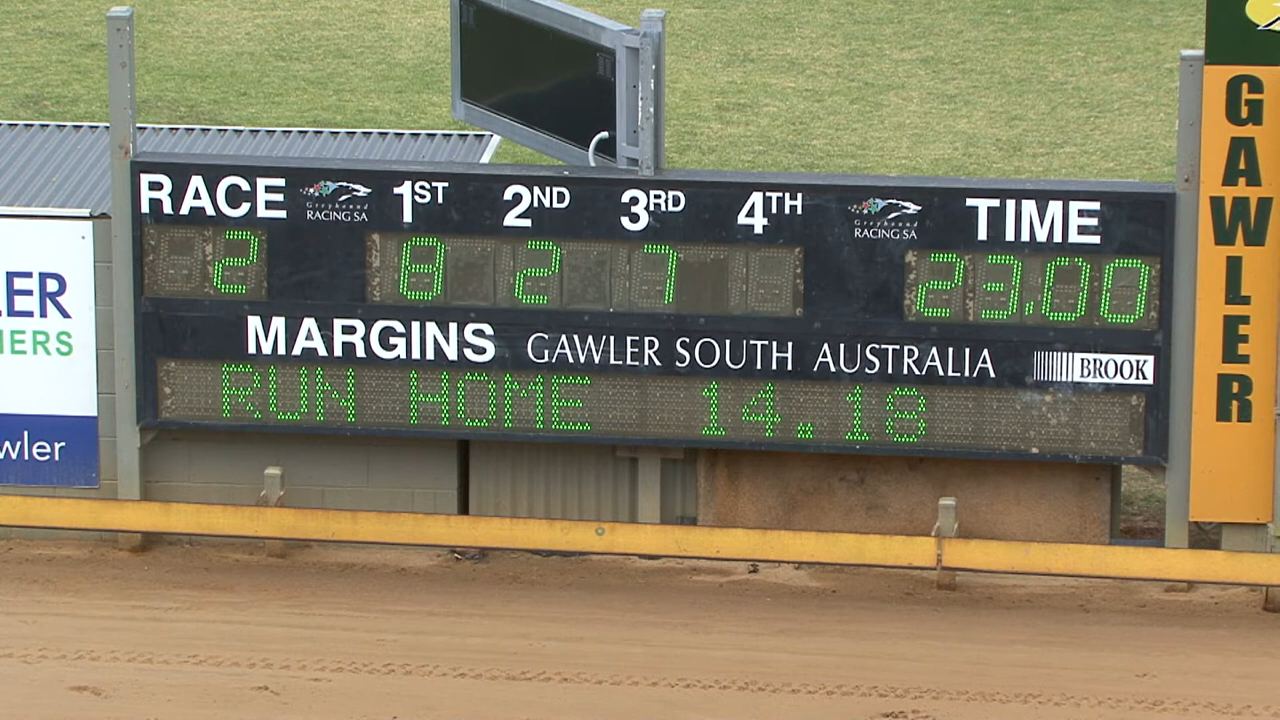 RACE Greyhound RACING SA 1ST 2ND 3RD 4TH Greyhound RACING SA TIME
2 8 2 7 23.00
MARGINS GAWLER SOUTH AUSTRALIA BROOK
RUN HOME 14.18
LER
IERS
wler
GAWLER